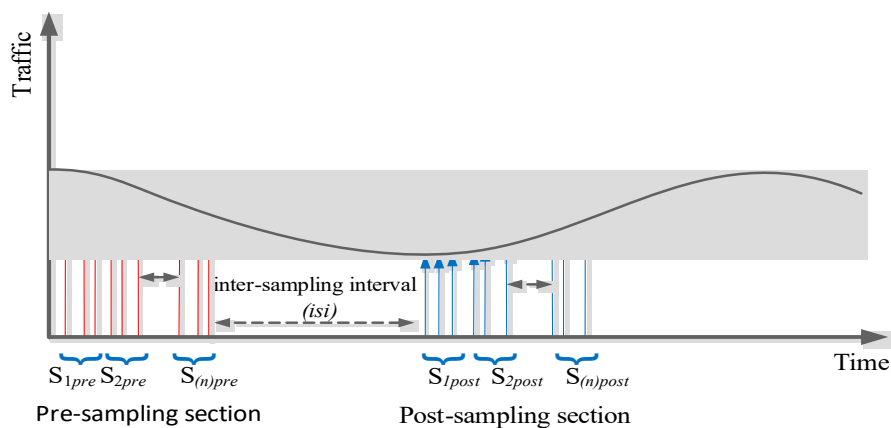 Traffic
inter-sampling interval
(isi)
Time
S1pre S2pre S(n)pre S1post S2post S(n)post
Pre-sampling section Post-sampling section